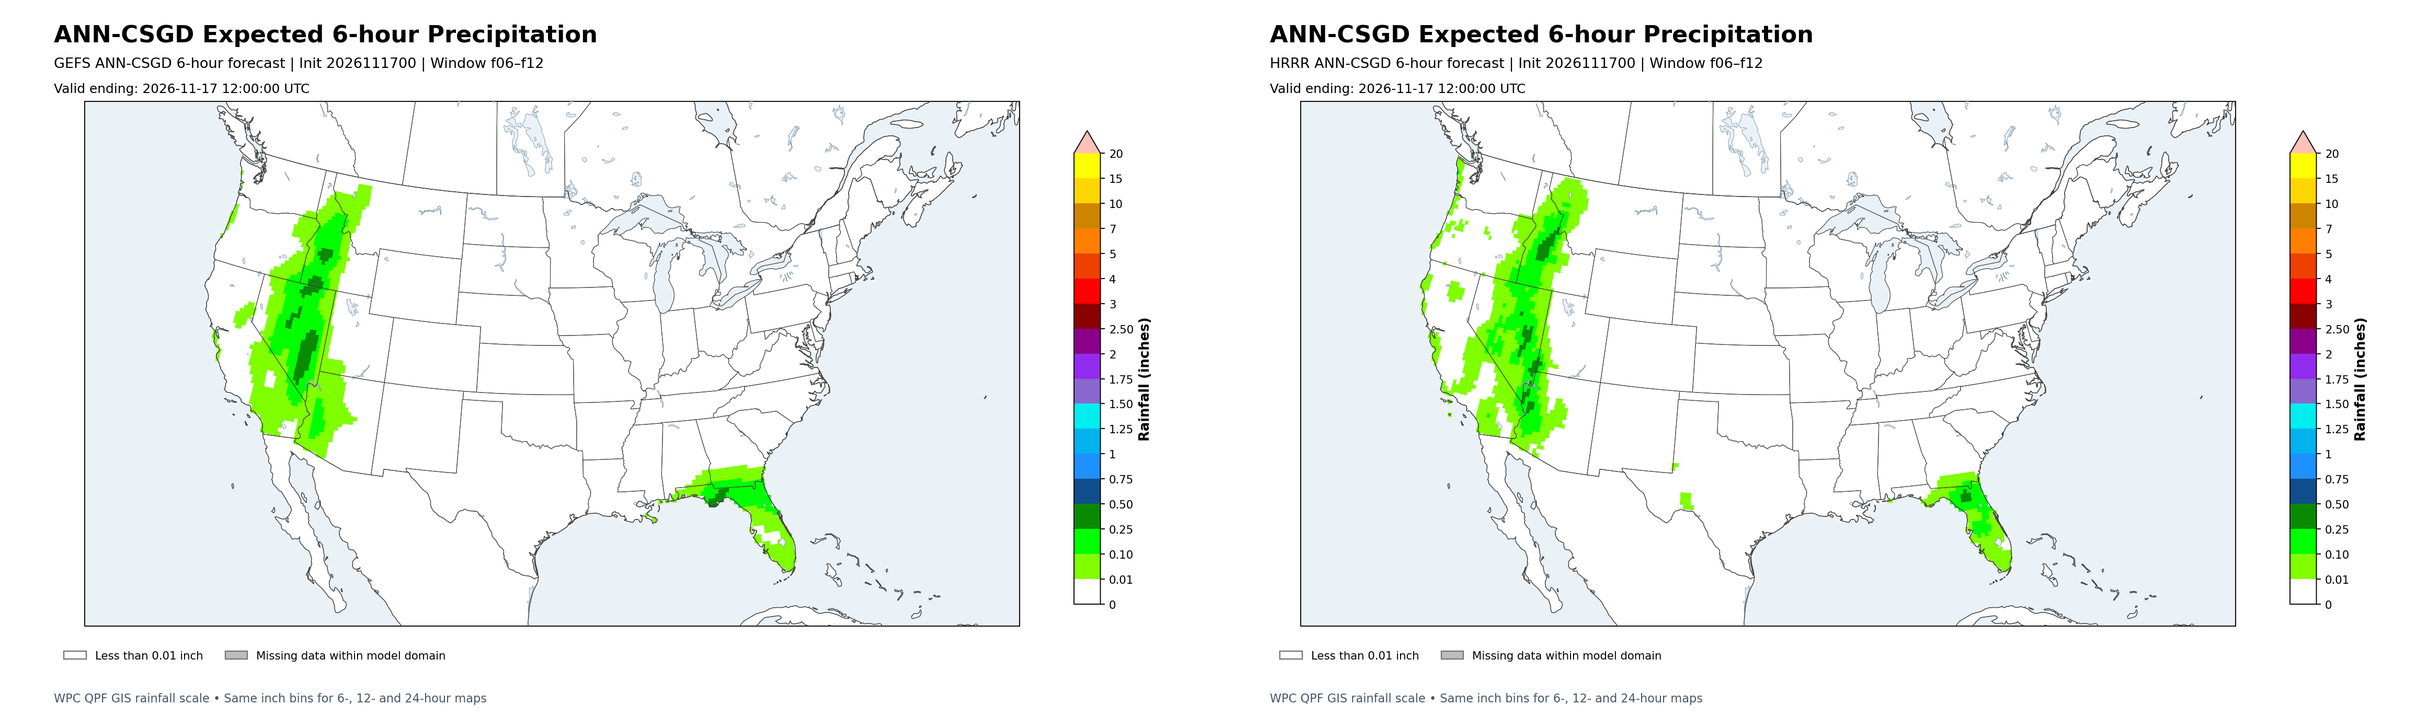 ANN-CSGD Expected 6-hour Precipitation
GEFS ANN-CSGD 6-hour forecast | Init 2026111700 | Window f06–f12
Valid ending: 2026-11-17 12:00:00 UTC
20
15
10
7
5
4
3
2.50
2
1.75
1.50
1.25
1
0.75
0.50
0.25
0.10
0.01
0
Rainfall (inches)
Less than 0.01 inch
Missing data within model domain
WPC QPF GIS rainfall scale • Same inch bins for 6-, 12- and 24-hour maps
ANN-CSGD Expected 6-hour Precipitation
HRRR ANN-CSGD 6-hour forecast | Init 2026111700 | Window f06–f12
Valid ending: 2026-11-17 12:00:00 UTC
20
15
10
7
5
4
3
2.50
2
1.75
1.50
1.25
1
0.75
0.50
0.25
0.10
0.01
0
Rainfall (inches)
Less than 0.01 inch
Missing data within model domain
WPC QPF GIS rainfall scale • Same inch bins for 6-, 12- and 24-hour maps